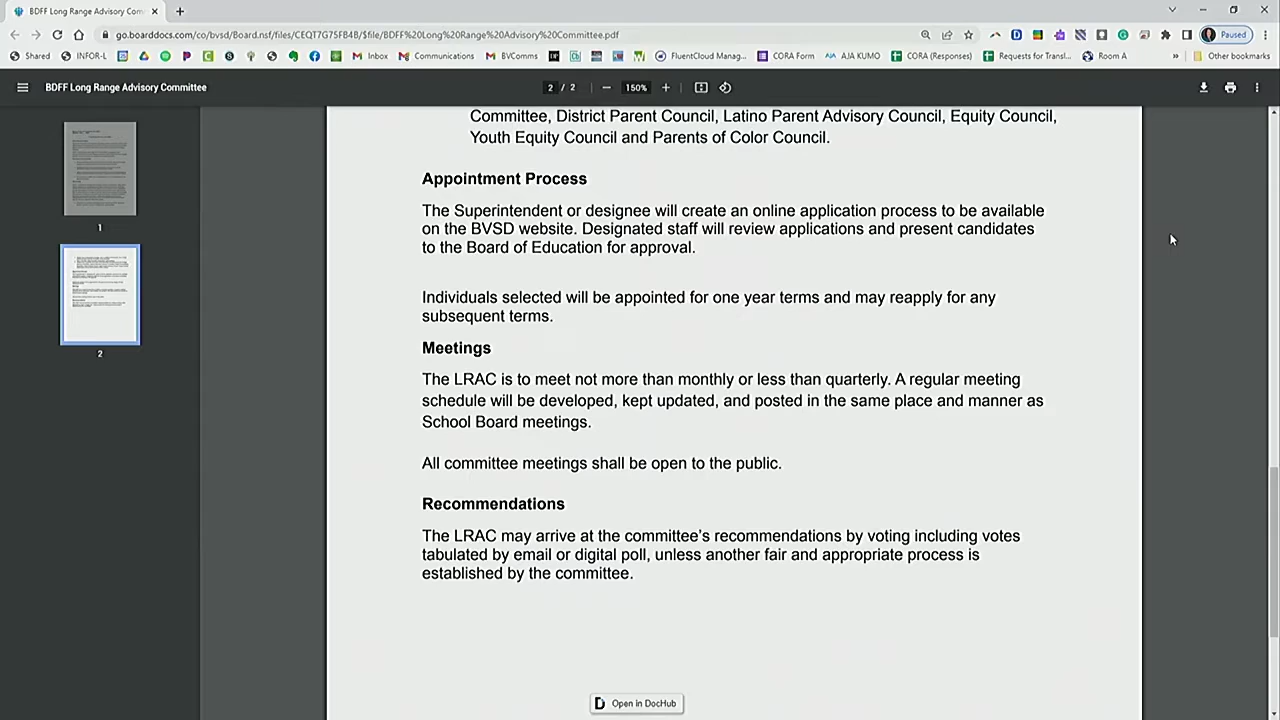 BDFF Long Range Advisory Com
go.boarddocs.com/co/bvsd/Board.nsf/files/CEQT7G75FB4B/$file/BDFF%20Long%20Range%20Advisory%20Committee.pdf
Paused
Shared
INFOR-L
Inbox
Communications
BVComms
FluentCloud Manag...
CORA Form
AJA KUMO
CORA (Responses)
Requests for Transl...
Room A
»
Other bookmarks
BDFF Long Range Advisory Committee
2 / 2
150%
1
2
Committee, District Parent Council, Latino Parent Advisory Council, Equity Council,
Youth Equity Council and Parents of Color Council.
Appointment Process
The Superintendent or designee will create an online application process to be available
on the BVSD website. Designated staff will review applications and present candidates
to the Board of Education for approval.
Individuals selected will be appointed for one year terms and may reapply for any
subsequent terms.
Meetings
The LRAC is to meet not more than monthly or less than quarterly. A regular meeting
schedule will be developed, kept updated, and posted in the same place and manner as
School Board meetings.
All committee meetings shall be open to the public.
Recommendations
The LRAC may arrive at the committee's recommendations by voting including votes
tabulated by email or digital poll, unless another fair and appropriate process is
established by the committee.
Open in DocHub